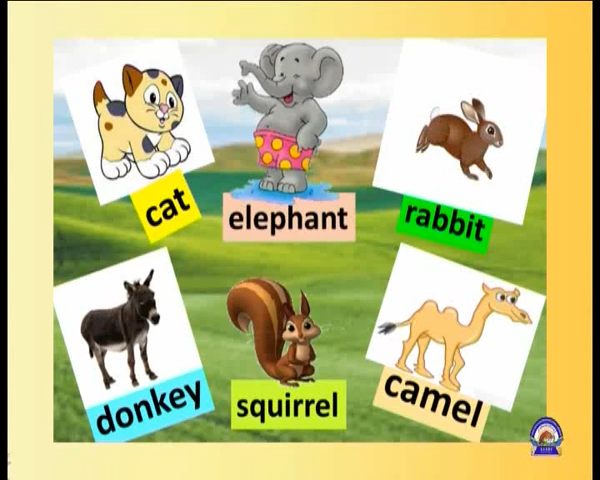 cat
elephant
rabbit
donkey
squirrel
camel